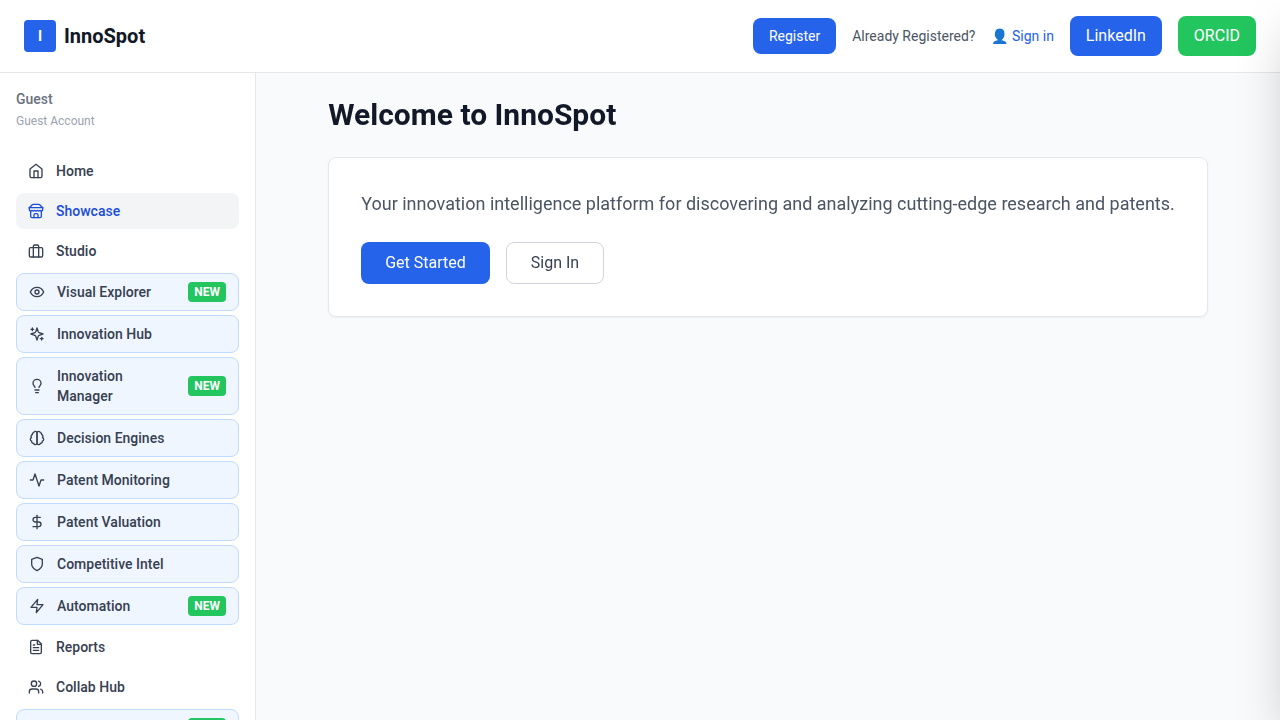 I InnoSpot
Register
Already Registered?
Sign in
LinkedIn
ORCID
Guest
Guest Account
Home
Showcase
Studio
Visual Explorer NEW
Innovation Hub
Innovation
Manager
NEW
Decision Engines
Patent Monitoring
Patent Valuation
Competitive Intel
Automation NEW
Reports
Collab Hub
Welcome to InnoSpot
Your innovation intelligence platform for discovering and analyzing cutting-edge research and patents.
Get Started
Sign In